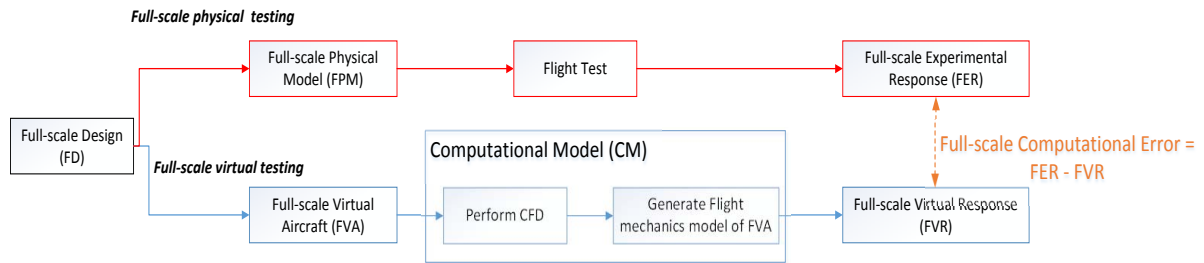 Full-scale physical testing
Full-scale Physical
Model (FPM)
Flight Test
Full-scale Experimental
Response (FER)
Full-scale Design
(FD)
Full-scale Computational Error =
FER - FVR
Computational Model (CM)
Full-scale virtual testing
Full-scale Virtual
Aircraft (FVA)
Perform CFD
Generate Flight
mechanics model of FVA
Full-scale Virtual Response
(FVR)